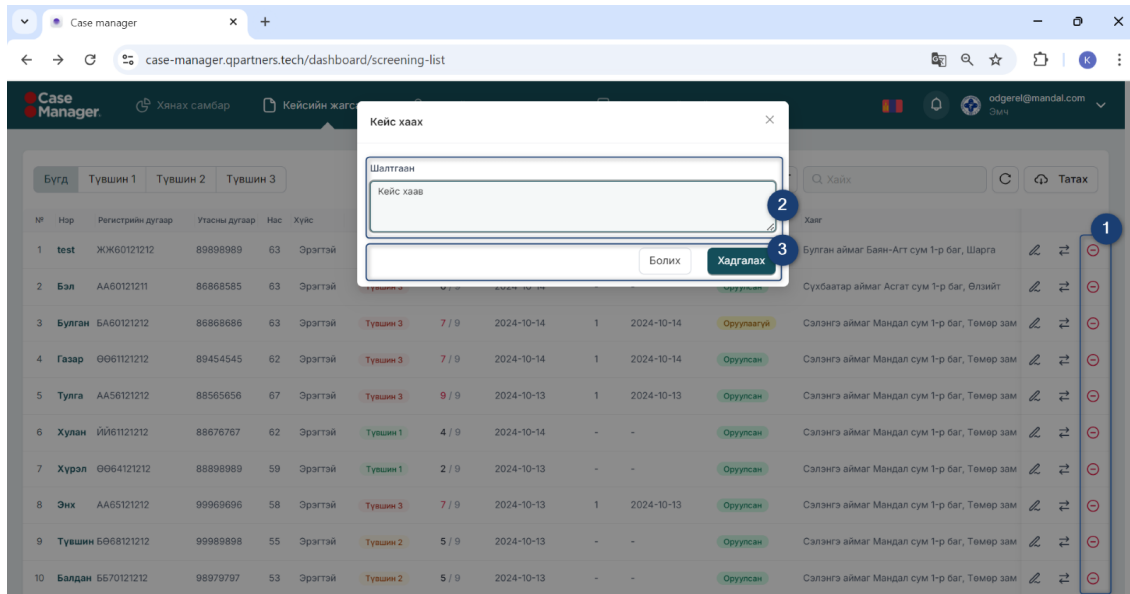 Case manager
case-manager.qpartners.tech/dashboard/screening-list
K
Case Manager.
Хянах самбар
Кейсийн жагса
odgerel@mandal.com
Эмч
Кейс хаах
Шалтгаан
Кейс хаав
2
3
Болих
Хадгалах
Бүгд Түвшин 1 Түвшин 2 Түвшин 3
Хайх
Татах
1
№ Нэр Регистрийн дугаар Утасны дугаар Нас Хүйс Хаяг
1 test ЖЖ60121212 89898989 63 Эрэгтэй Булган аймаг Баян-Агт сум 1-р баг, Шарга
2 Бэл АА60121211 86868585 63 Эрэгтэй Сүхбаатар аймаг Асгат сум 1-р баг, Өлзийт
3 Булган БА60121212 86868686 63 Эрэгтэй Түвшин 3 7 / 9 2024-10-14 1 2024-10-14 Оруулаагүй Сэлэнгэ аймаг Мандал сум 1-р баг, Төмөр зам
4 Газар ӨӨ61121212 89454545 62 Эрэгтэй Түвшин 3 7 / 9 2024-10-14 1 2024-10-14 Оруулсан Сэлэнгэ аймаг Мандал сум 1-р баг, Төмөр зам
5 Тулга АА56121212 88565656 67 Эрэгтэй Түвшин 3 9 / 9 2024-10-13 1 2024-10-13 Оруулсан Сэлэнгэ аймаг Мандал сум 1-р баг, Төмөр зам
6 Хулан ЙЙ61121212 88676767 62 Эрэгтэй Түвшин 1 4 / 9 2024-10-14 - - Оруулсан Сэлэнгэ аймаг Мандал сум 1-р баг, Төмөр зам
7 Хүрэл ӨӨ64121212 88898989 59 Эрэгтэй Түвшин 1 2 / 9 2024-10-13 - - Оруулсан Сэлэнгэ аймаг Мандал сум 1-р баг, Төмөр зам
8 Энх АА65121212 99969696 58 Эрэгтэй Түвшин 3 7 / 9 2024-10-13 1 2024-10-13 Оруулсан Сэлэнгэ аймаг Мандал сум 1-р баг, Төмөр зам
9 Түвшин БӨ68121212 99989898 55 Эрэгтэй Түвшин 2 5 / 9 2024-10-13 - - Оруулсан Сэлэнгэ аймаг Мандал сум 1-р баг, Төмөр зам
10 Балдан ББ70121212 98979797 53 Эрэгтэй Түвшин 2 5 / 9 2024-10-13 - - Оруулсан Сэлэнгэ аймаг Мандал сум 1-р баг, Төмөр зам